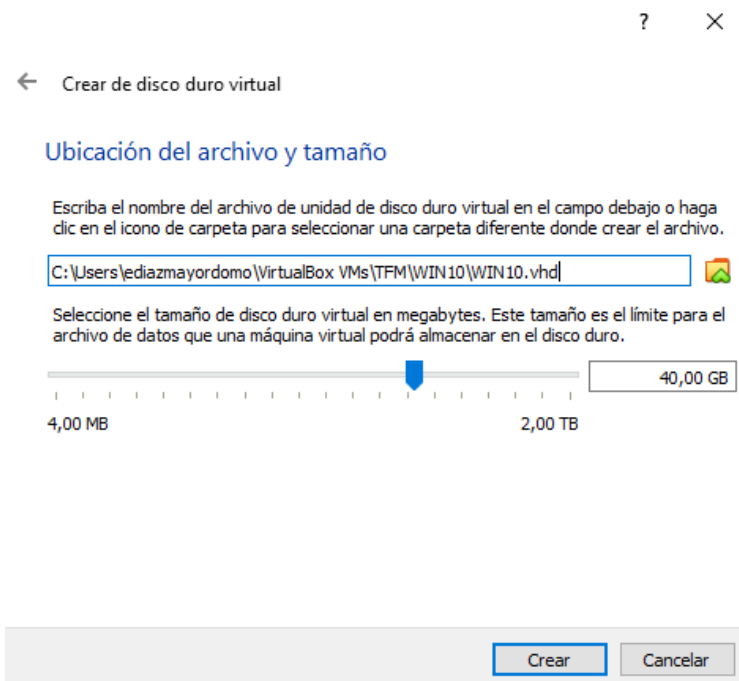 ?
Crear de disco duro virtual
Ubicación del archivo y tamaño
Escriba el nombre del archivo de unidad de disco duro virtual en el campo debajo o haga
clic en el icono de carpeta para seleccionar una carpeta diferente donde crear el archivo.
C:\Users\ediazmayordomo\VirtualBox VMs\TFM\WIN10\WIN10.vhd
Seleccione el tamaño de disco duro virtual en megabytes. Este tamaño es el límite para el
archivo de datos que una máquina virtual podrá almacenar en el disco duro.
40,00 GB
4,00 MB 2,00 TB
Crear Cancelar